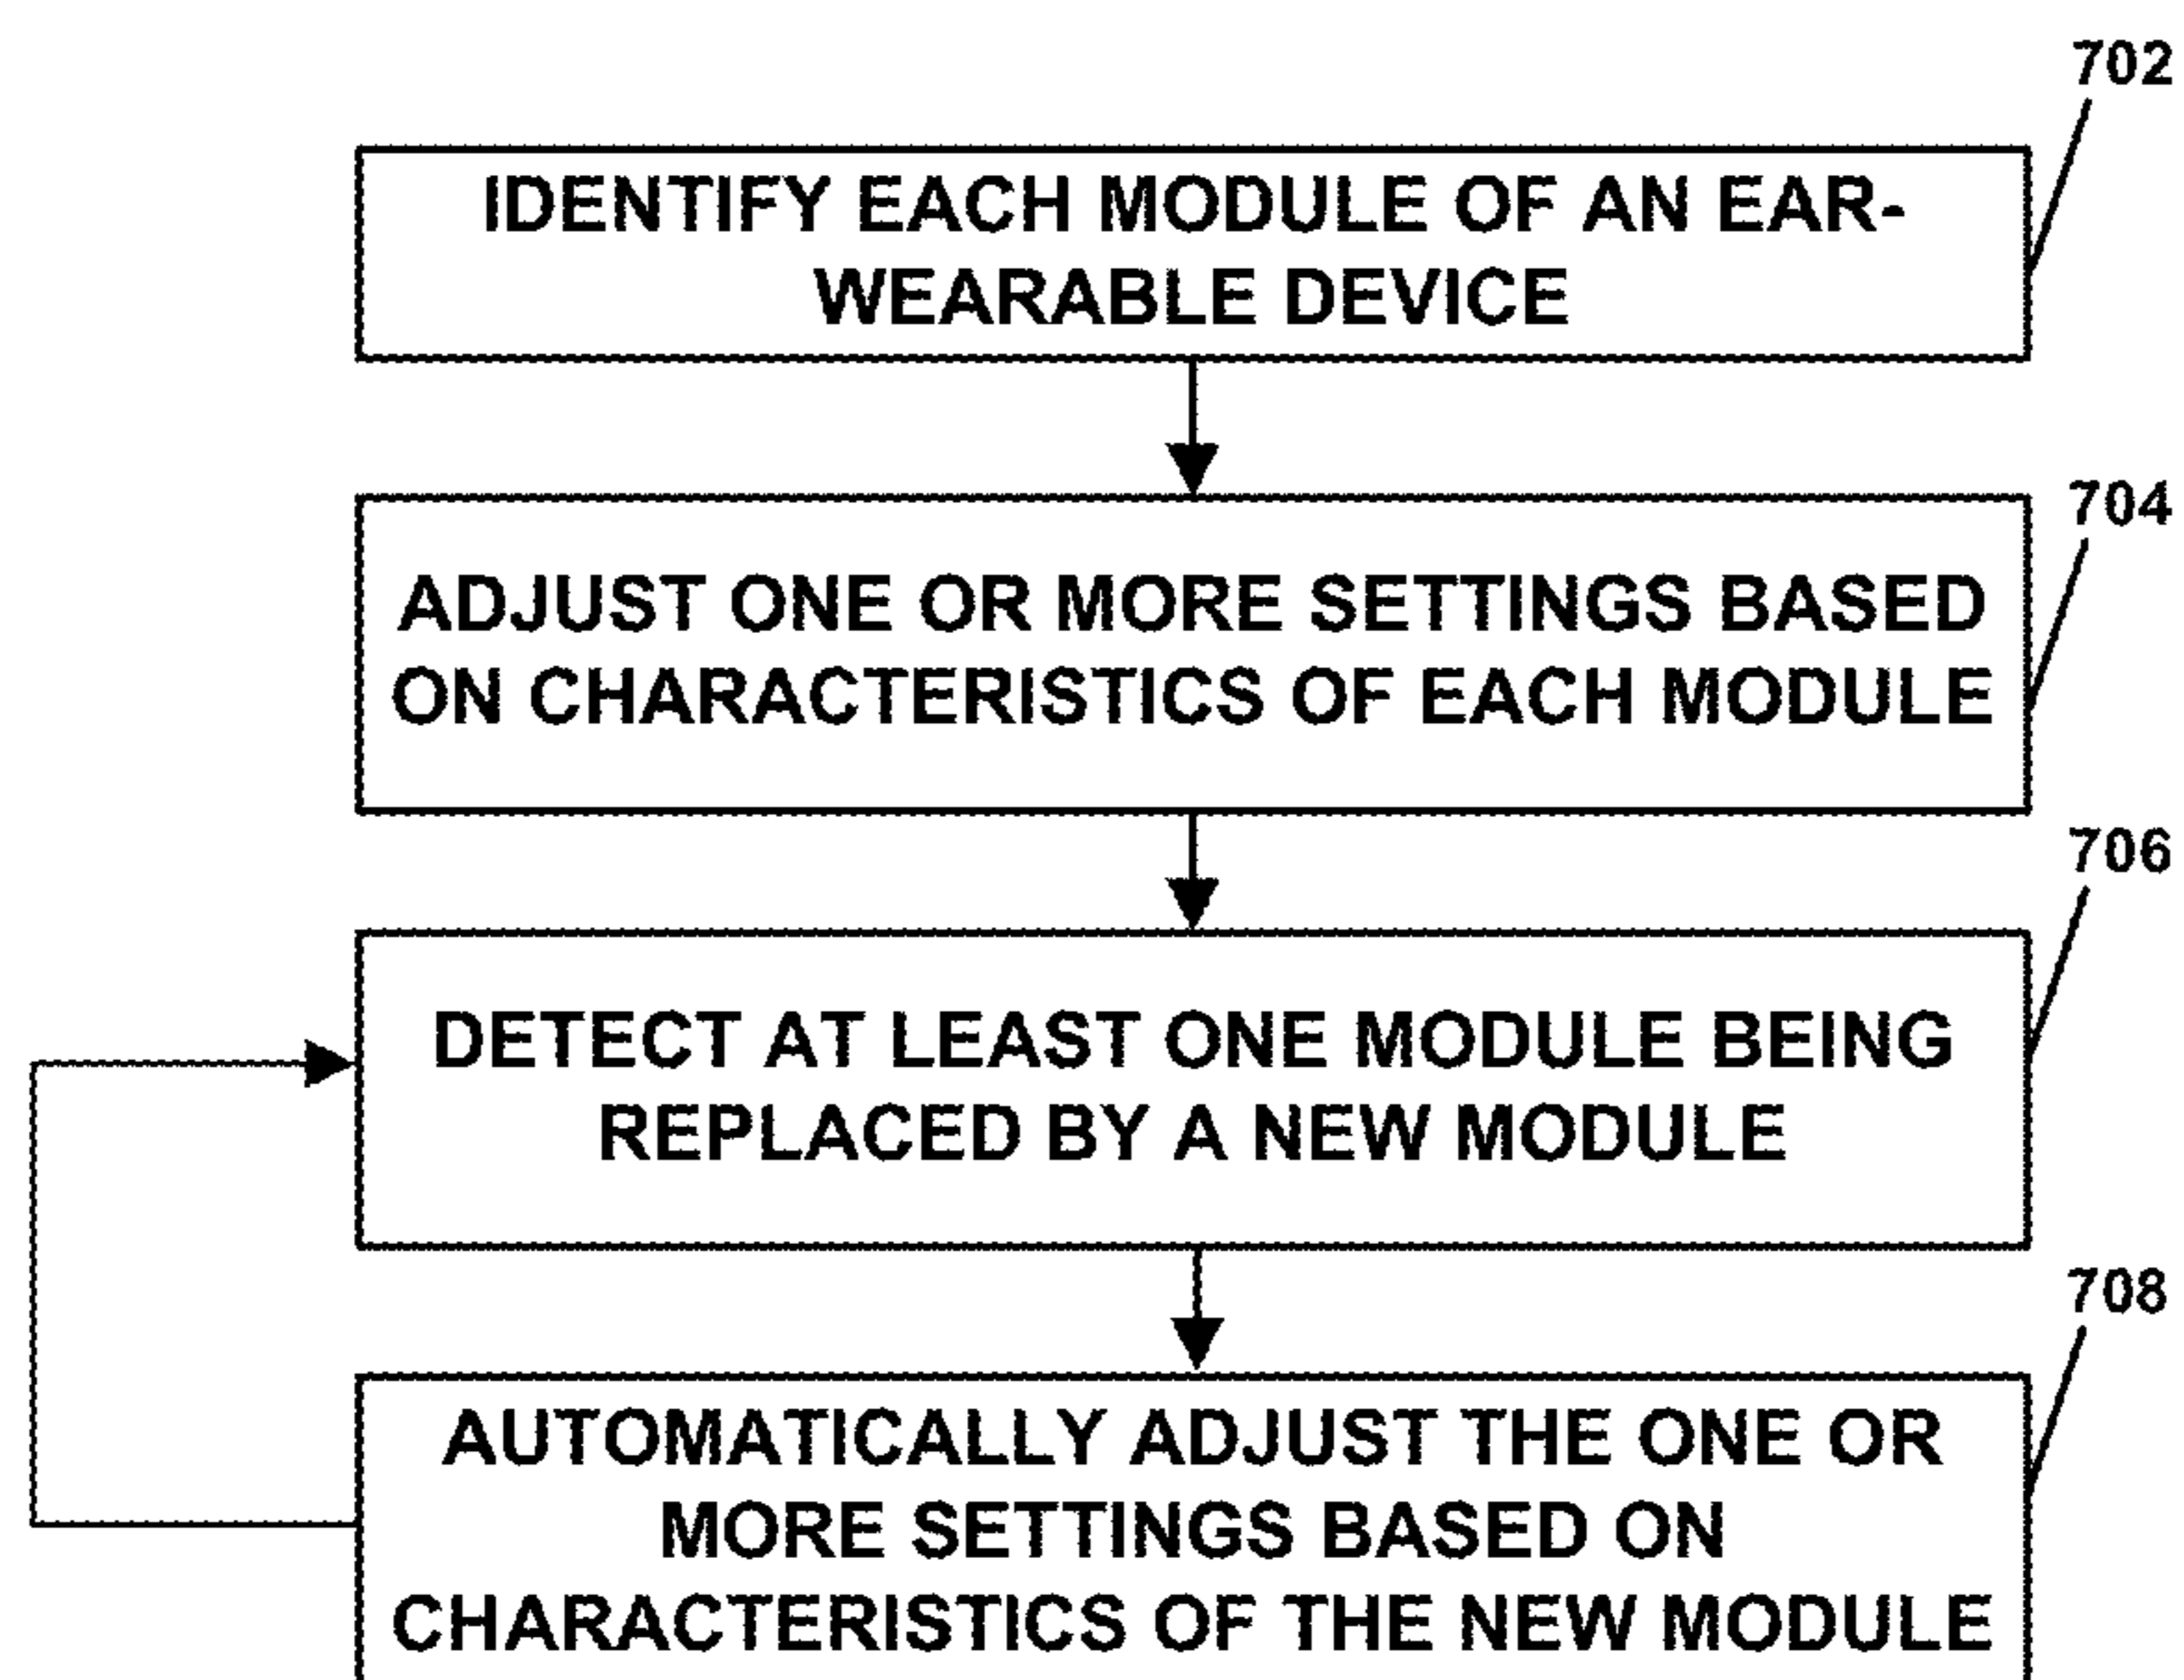 702
IDENTIFY EACH MODULE OF AN EAR-
WEARABLE DEVICE
704
ADJUST ONE OR MORE SETTINGS BASED
ON CHARACTERISTICS OF EACH MODULE
706
DETECT AT LEAST ONE MODULE BEING
REPLACED BY A NEW MODULE
708
AUTOMATICALLY ADJUST THE ONE OR
MORE SETTINGS BASED ON
CHARACTERISTICS OF THE NEW MODULE